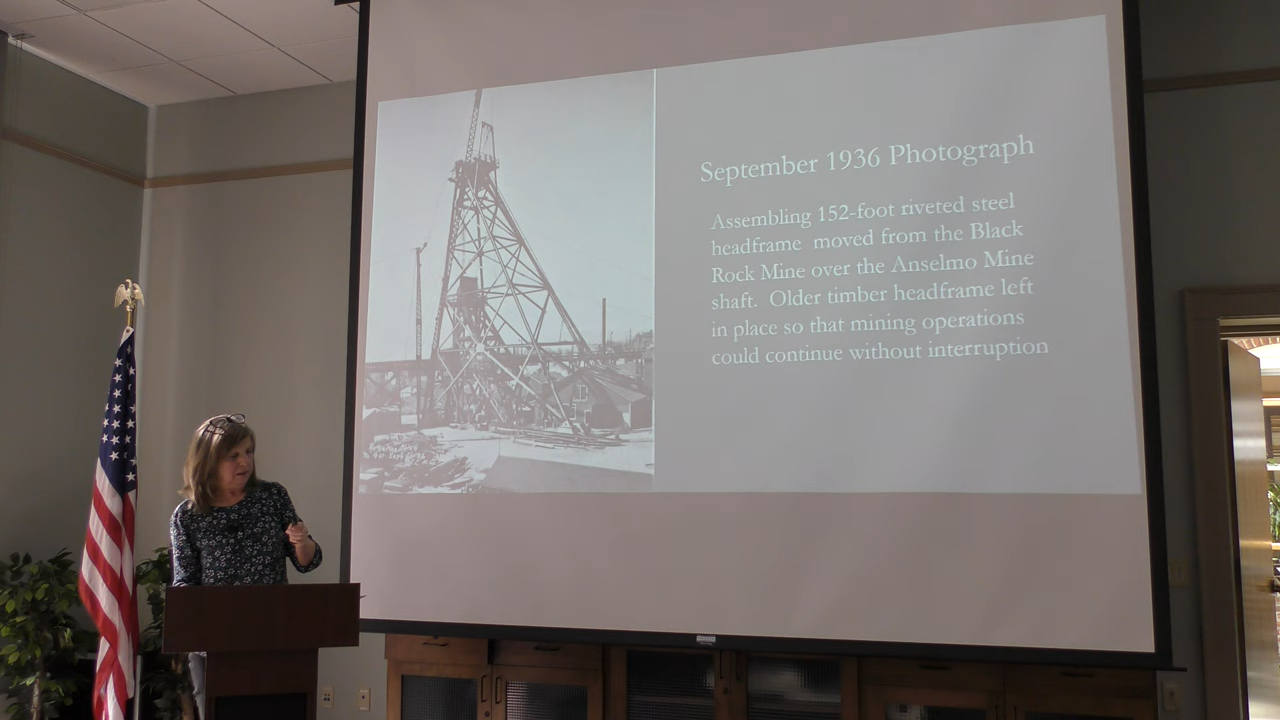 September 1936 Photograph
Assembling 152-foot riveted steel
headframe moved from the Black
Rock Mine over the Anselmo Mine
shaft. Older timber headframe left
in place so that mining operations
could continue without interruption